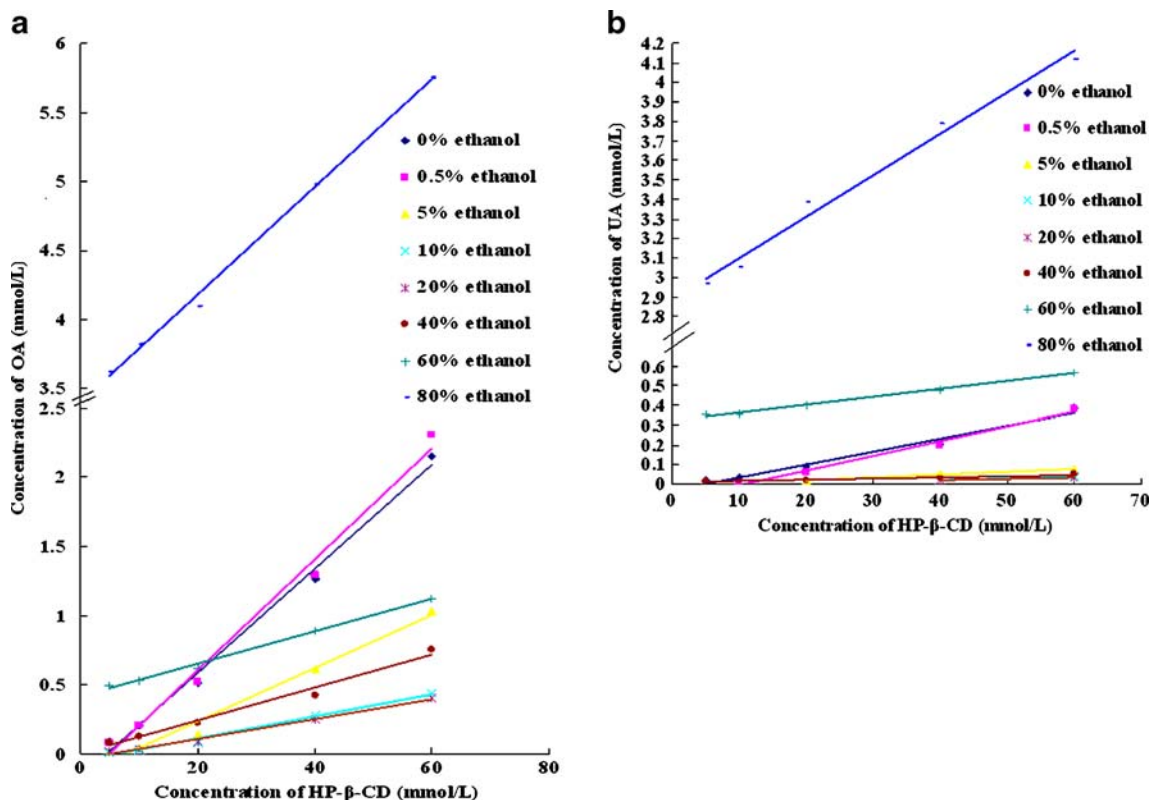 a
6
5.5
5
4.5
4
3.5
2.5
2
1.5
1
0.5
0
20
40
60
80
Concentration of OA (mmol/L)
Concentration of HP-β-CD (mmol/L)
0% ethanol
0.5% ethanol
5% ethanol
10% ethanol
20% ethanol
40% ethanol
60% ethanol
80% ethanol
b
4.2
4.1
4
3.9
3.8
3.7
3.6
3.5
3.4
3.3
3.2
3.1
3
2.9
2.8
0.6
0.5
0.4
0.3
0.2
0.1
0
0
10
20
30
40
50
60
70
Concentration of UA (mmol/L)
Concentration of HP-β-CD (mmol/L)
0% ethanol
0.5% ethanol
5% ethanol
10% ethanol
20% ethanol
40% ethanol
60% ethanol
80% ethanol